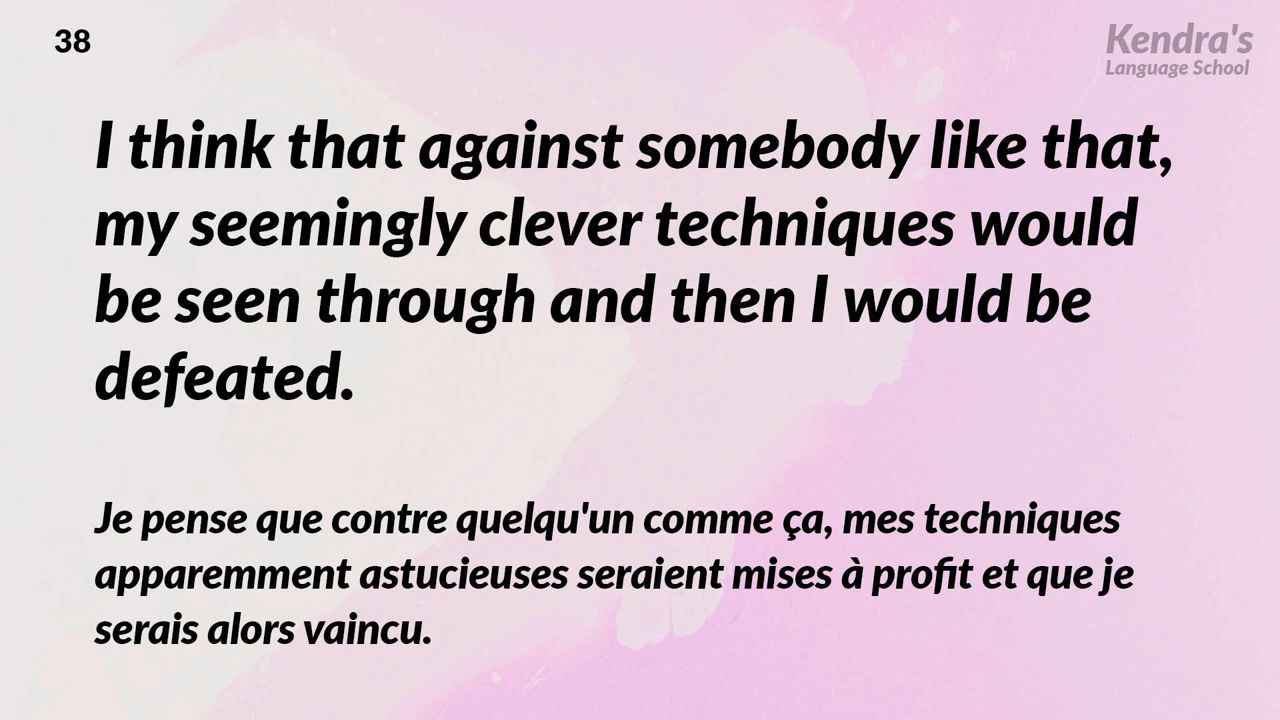 38
Kendra's
Language School
I think that against somebody like that,
my seemingly clever techniques would
be seen through and then I would be
defeated.
Je pense que contre quelqu'un comme ça, mes techniques
apparemment astucieuses seraient mises à profit et que je
serais alors vaincu.